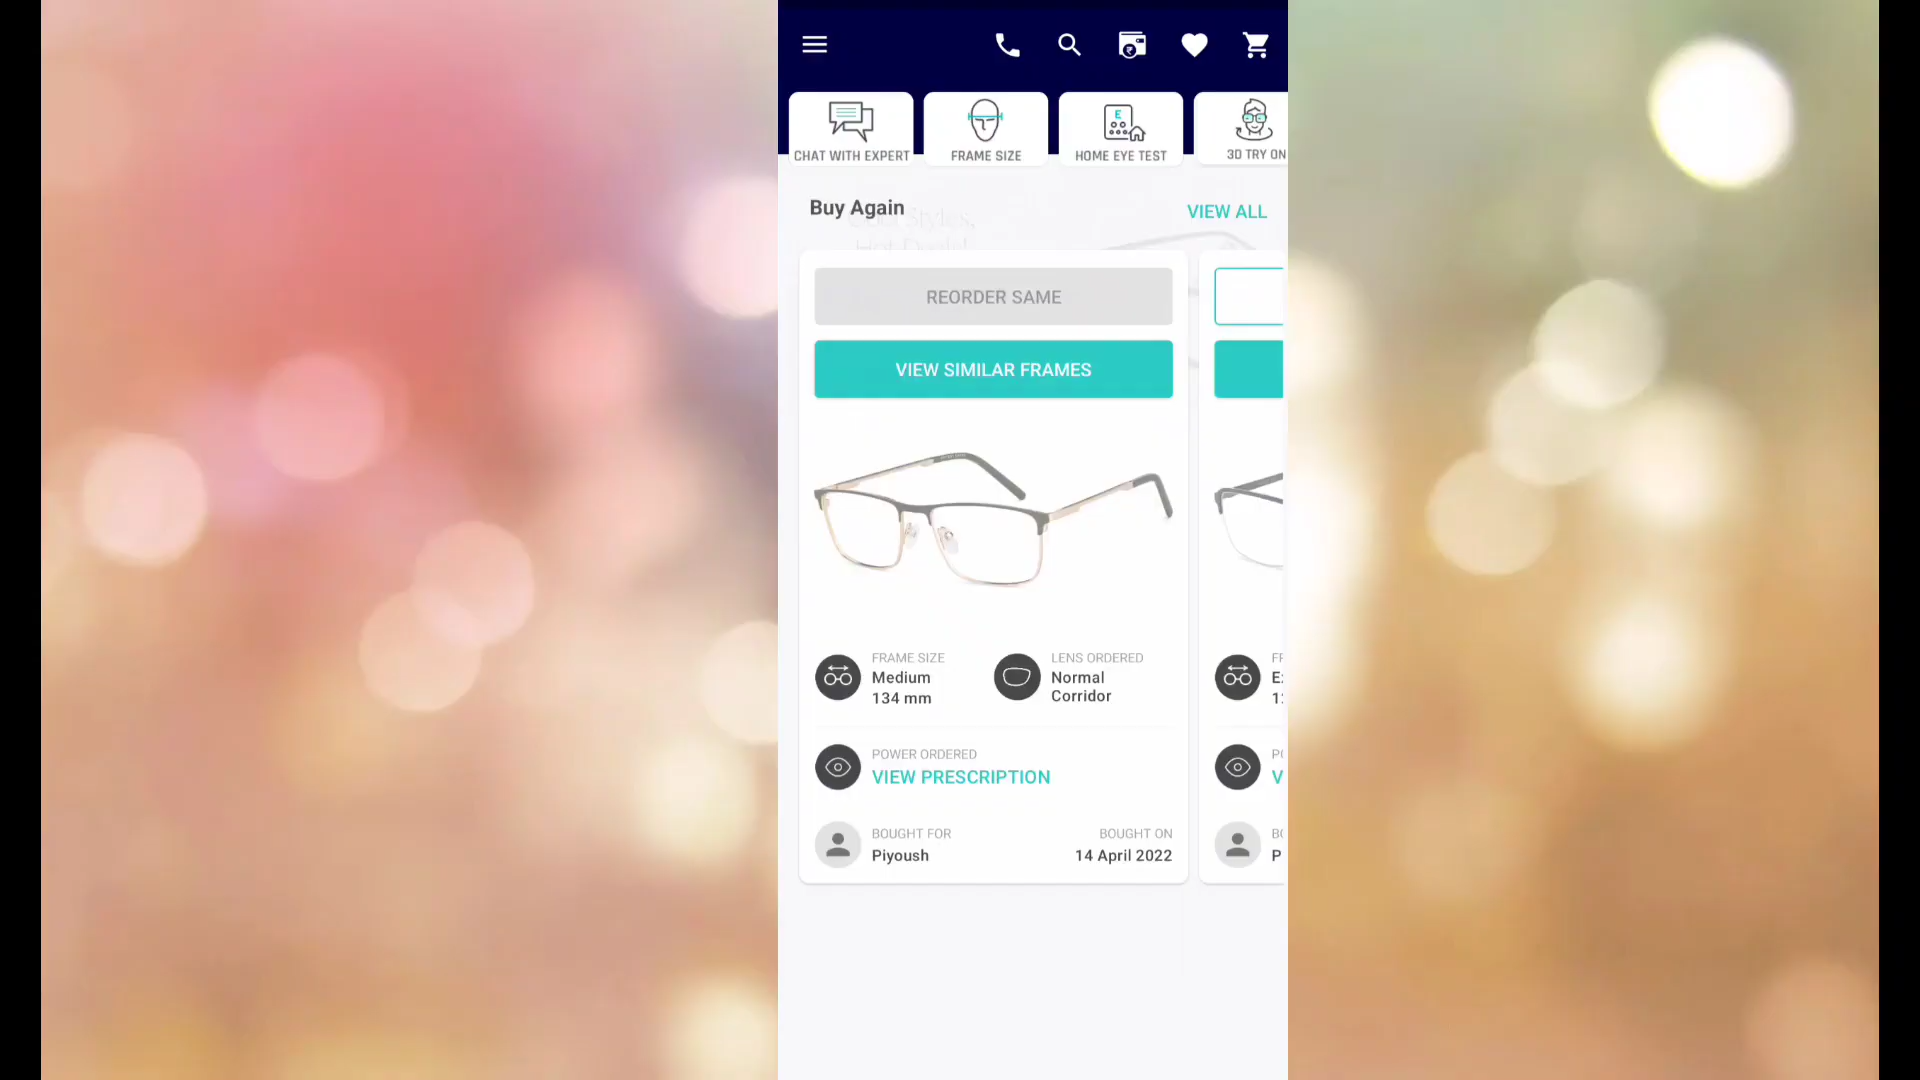 CHAT WITH EXPERT
FRAME SIZE
E
HOME EYE TEST
3D TRY ON
Buy Again
VIEW ALL
Styles,
REORDER SAME
VIEW SIMILAR FRAMES
FRAME SIZE
Medium
134 mm
LENS ORDERED
Normal
Corridor
POWER ORDERED
VIEW PRESCRIPTION
BOUGHT FOR
Piyoush
BOUGHT ON
14 April 2022